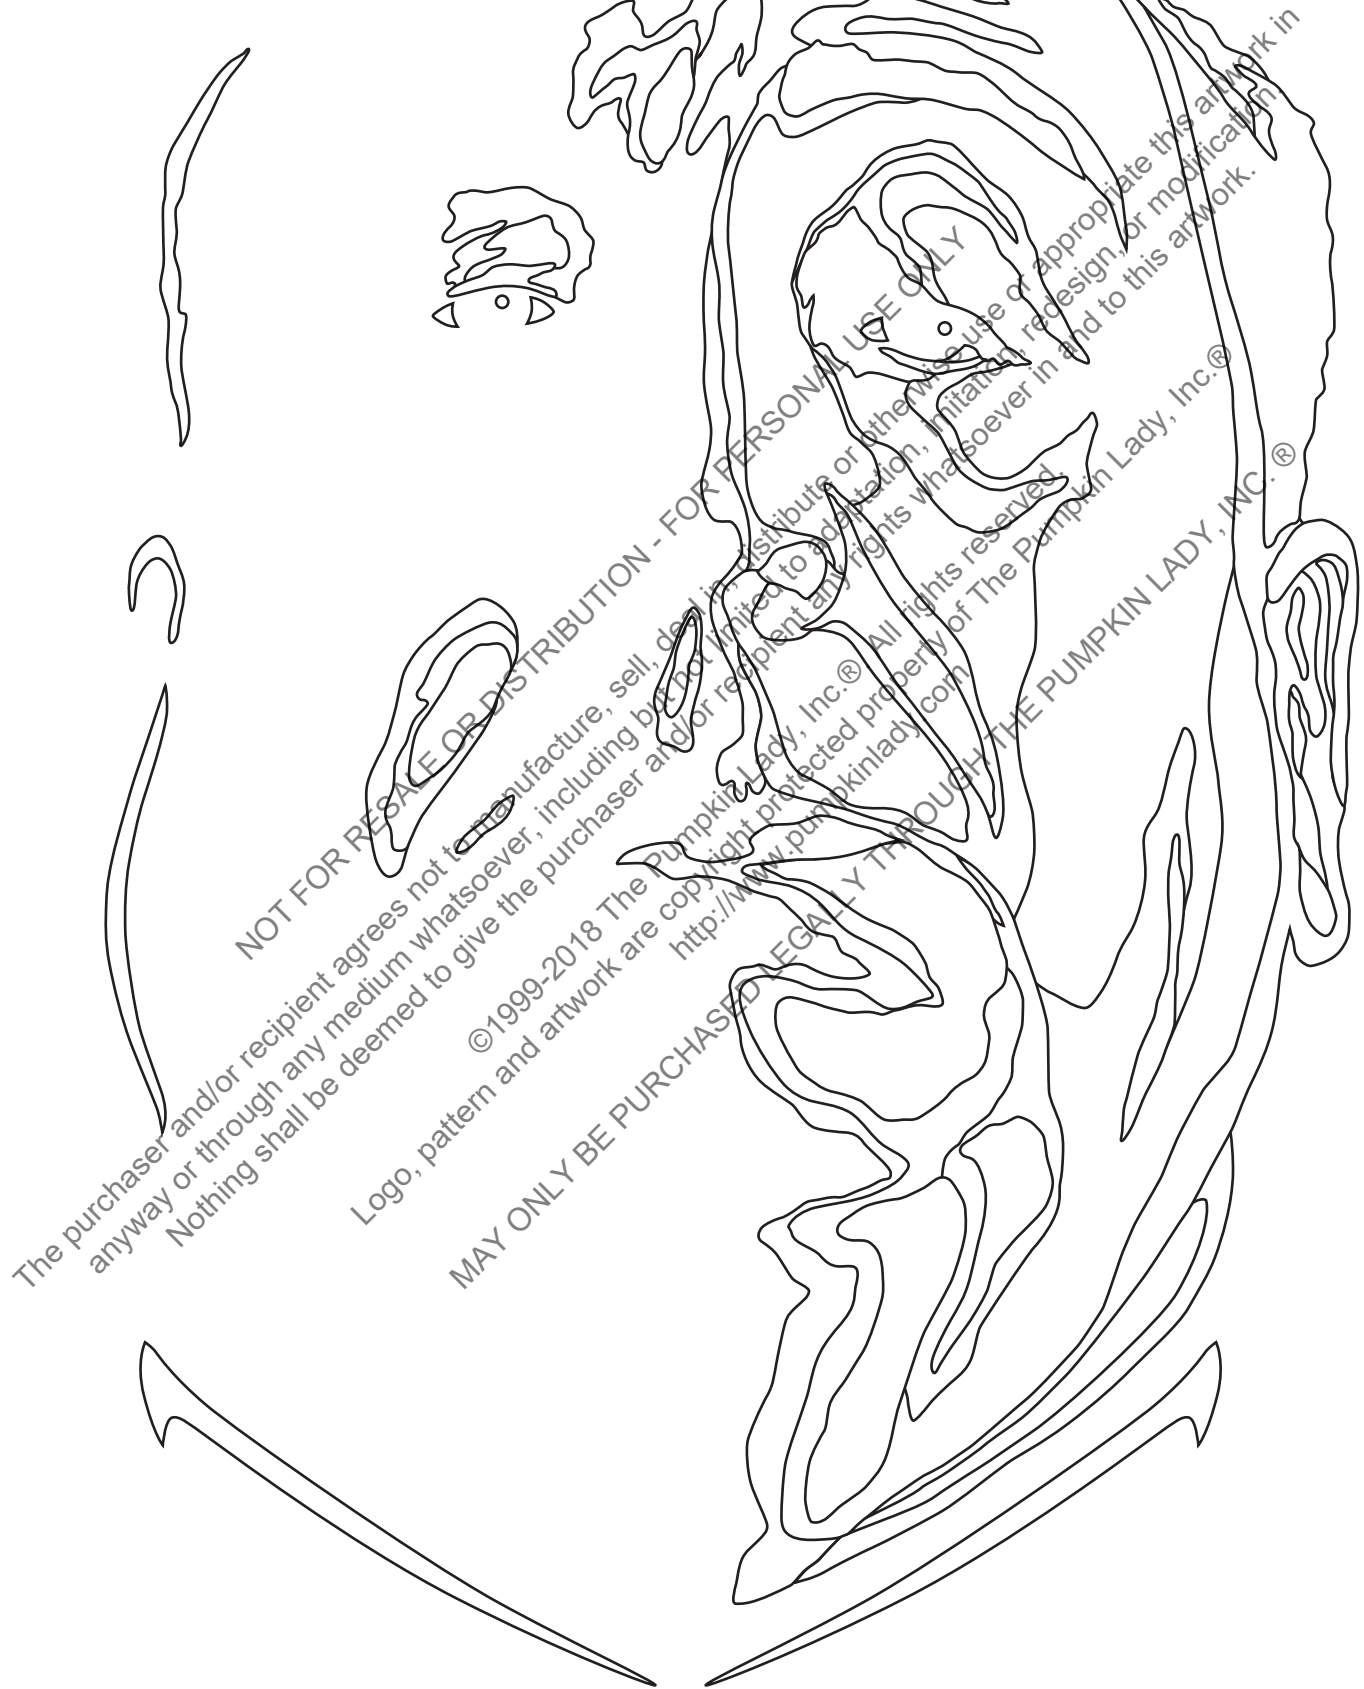 NOT FOR RESALE OR DISTRIBUTION - FOR PERSONAL USE ONLY
The purchaser and/or recipient agrees not to manufacture, sell, deal in, distribute or otherwise use or appropriate this artwork in
anyway or through any medium whatsoever, including but not limited to adaptation, imitation, redesign, or modification.
Nothing shall be deemed to give the purchaser and/or recipient any rights whatsoever in and to this artwork.
©1999-2018 The Pumpkin Lady, Inc.® All rights reserved.
Logo, pattern and artwork are copyright protected property of The Pumpkin Lady, Inc.®
http://www.pumpkinlady.com
MAY ONLY BE PURCHASED LEGALLY THROUGH THE PUMPKIN LADY, INC. ®